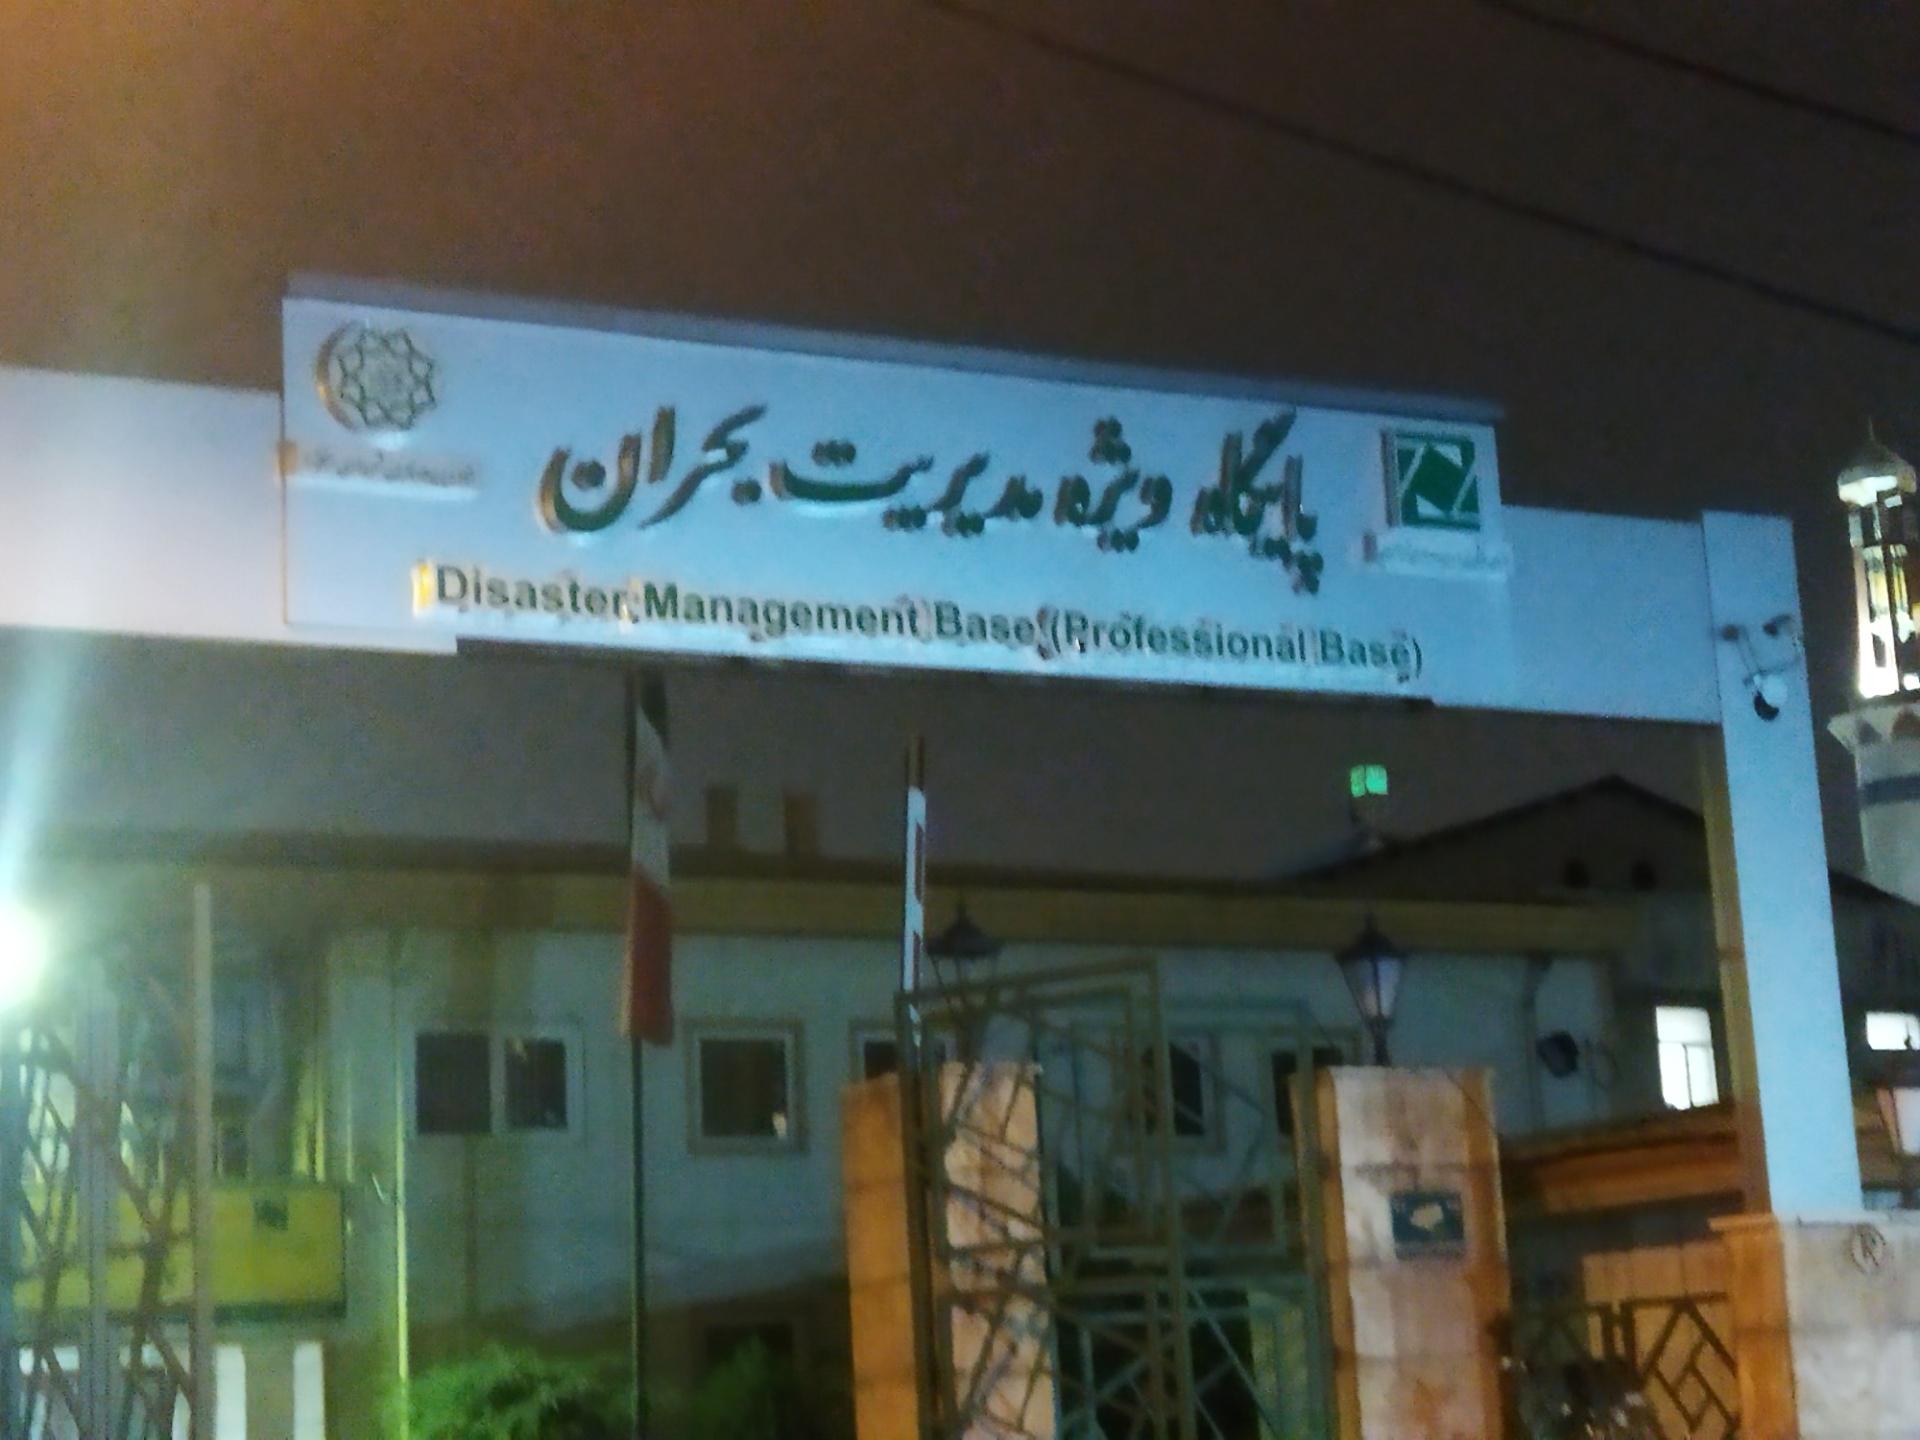 پایگاه ویژه مدیریت بحران
Disaster Management Base (Professional Base)